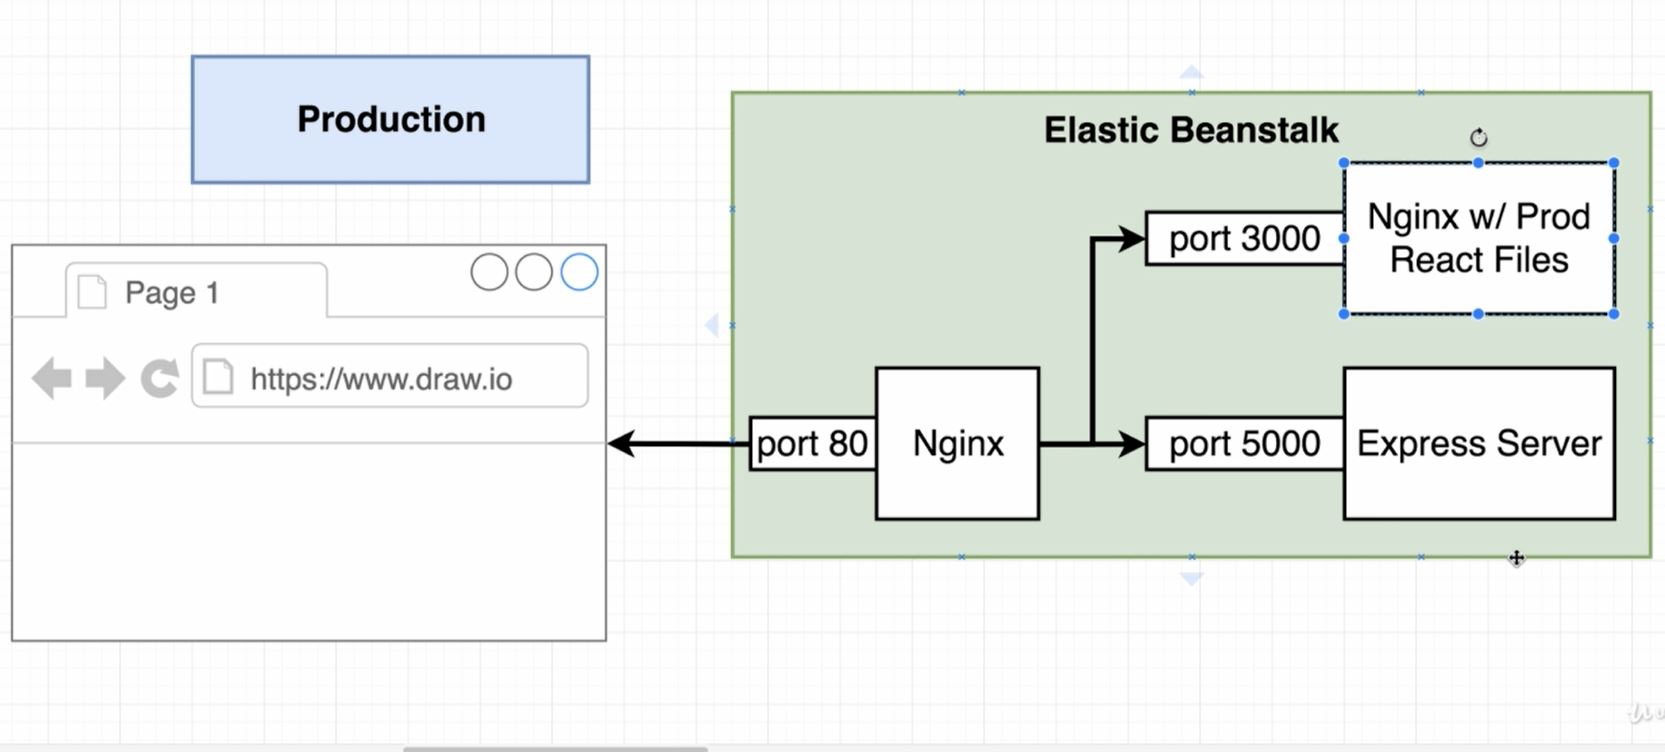 Production
Elastic Beanstalk
Nginx w/ Prod
React Files
port 3000
Page 1
https://www.draw.io
port 80
Nginx
port 5000
Express Server